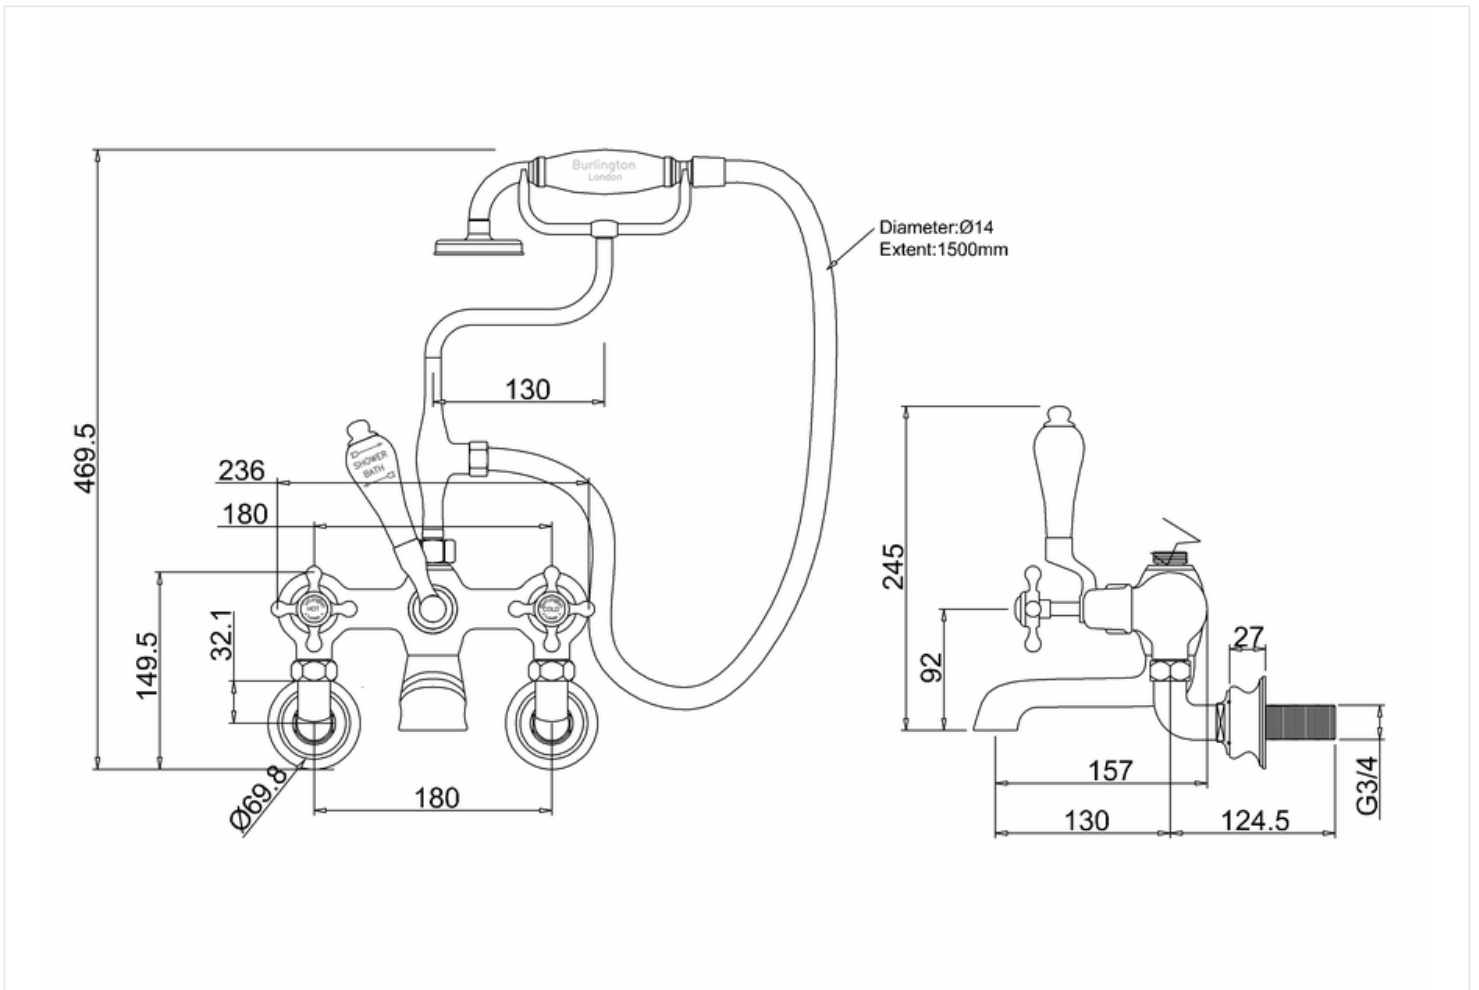 Burlington
London
Diameter:Ø14
Extent:1500mm
130
469.5
SHOWER
BATH
236
180
HOT
COLD
149.5
32.1
Ø69.8
180
245
92
27
157
130
124.5
G3/4